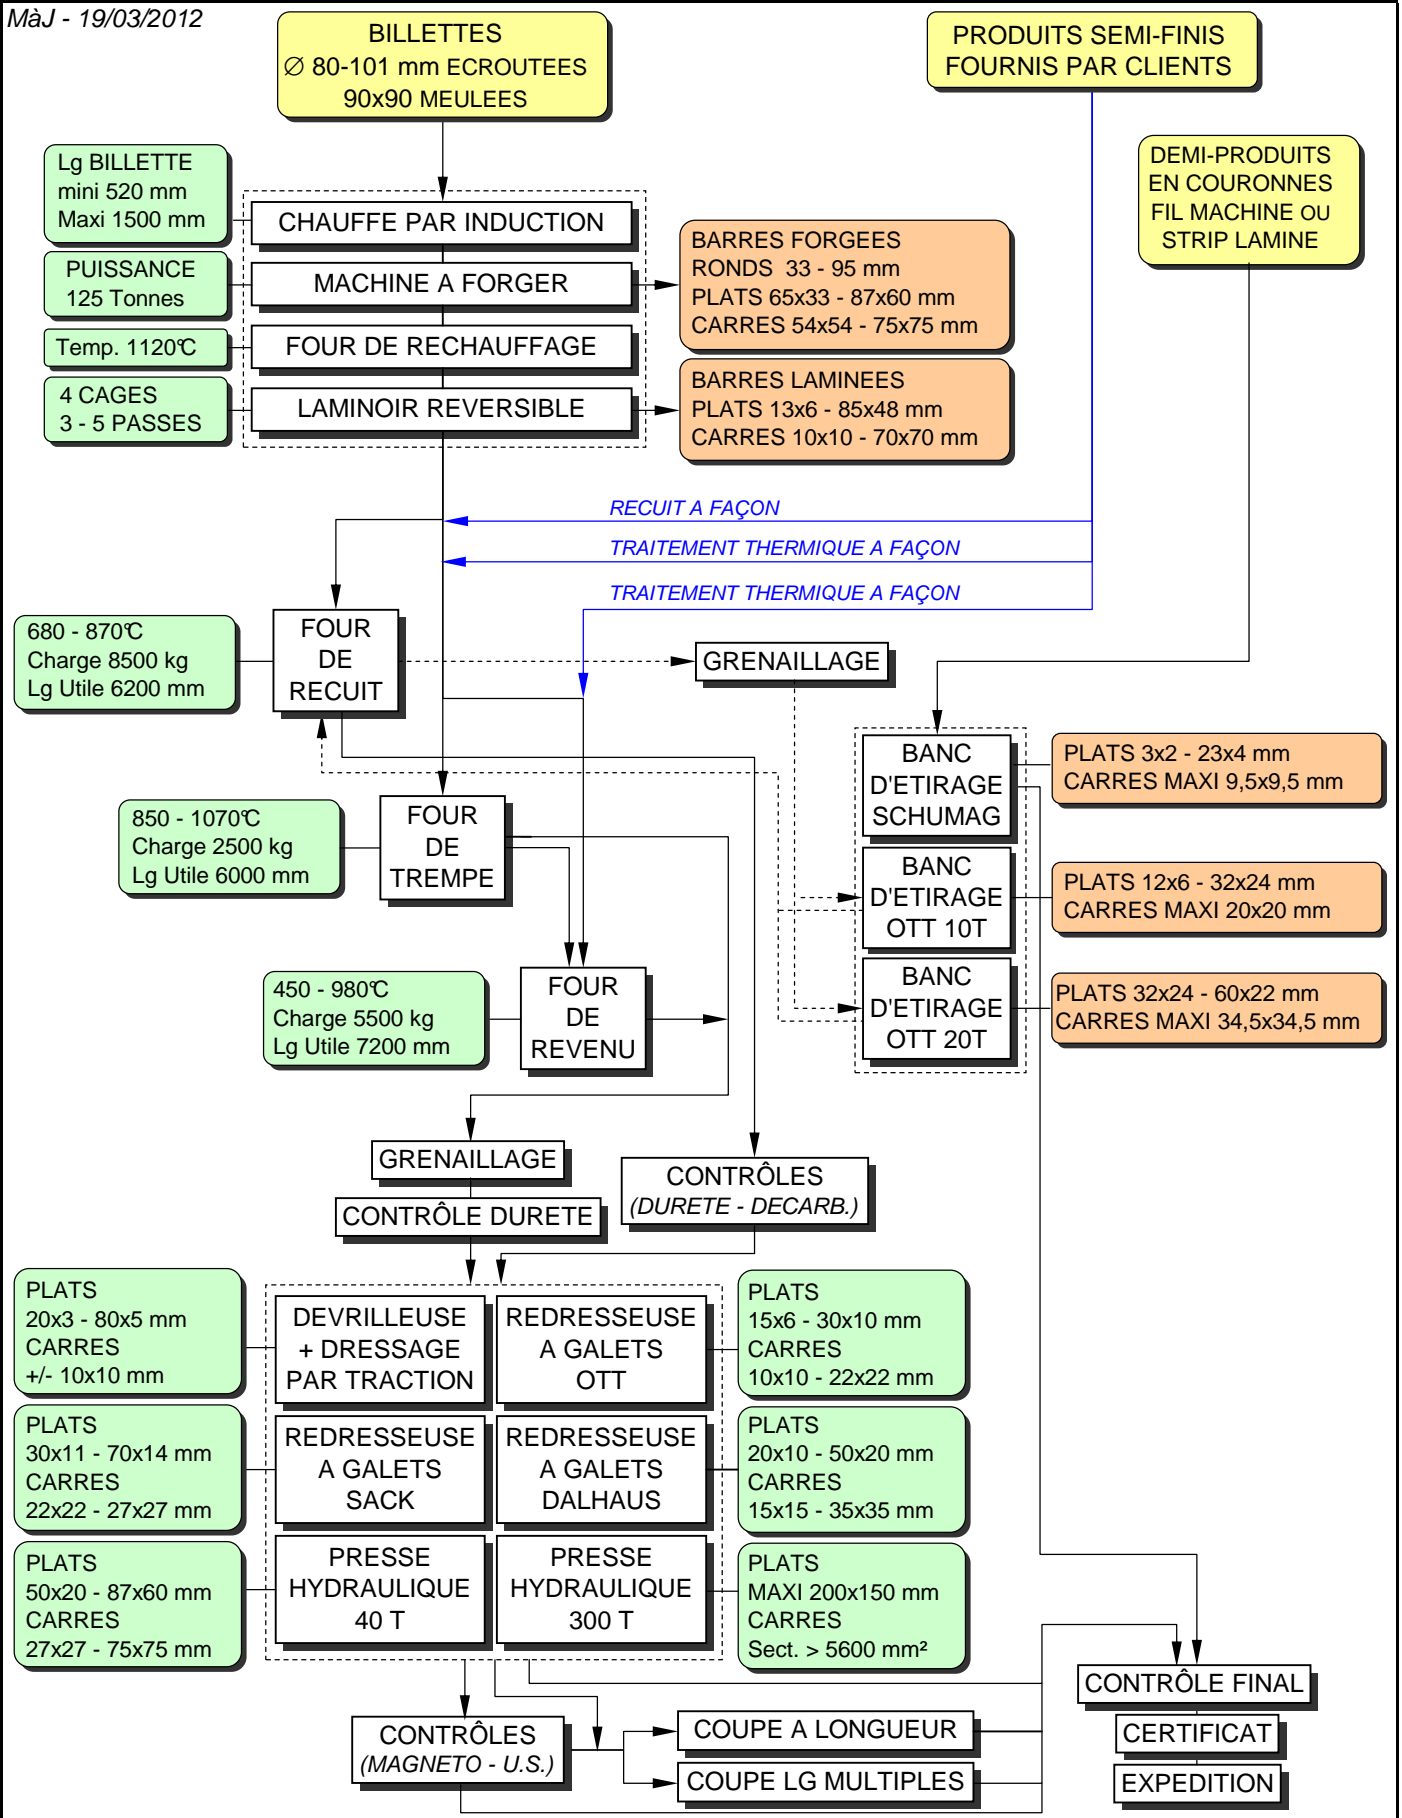 MàJ - 19/03/2012
BILLETTES
Ø 80-101 mm ECROUTEES
90x90 MEULEES
PRODUITS SEMI-FINIS
FOURNIS PAR CLIENTS
DEMI-PRODUITS
EN COURONNES
FIL MACHINE OU
STRIP LAMINE
Lg BILLETTE
mini 520 mm
Maxi 1500 mm
CHAUFFE PAR INDUCTION
PUISSANCE
125 Tonnes
MACHINE A FORGER
BARRES FORGEES
RONDS 33 - 95 mm
PLATS 65x33 - 87x60 mm
CARRES 54x54 - 75x75 mm
Temp. 1120°C
FOUR DE RECHAUFFAGE
4 CAGES
3 - 5 PASSES
LAMINOIR REVERSIBLE
BARRES LAMINEES
PLATS 13x6 - 85x48 mm
CARRES 10x10 - 70x70 mm
RECUIT A FAÇON
TRAITEMENT THERMIQUE A FAÇON
TRAITEMENT THERMIQUE A FAÇON
680 - 870°C
Charge 8500 kg
Lg Utile 6200 mm
FOUR
DE
RECUIT
GRENAILLAGE
BANC
D'ETIRAGE
SCHUMAG
PLATS 3x2 - 23x4 mm
CARRES MAXI 9,5x9,5 mm
850 - 1070°C
Charge 2500 kg
Lg Utile 6000 mm
FOUR
DE
TREMPE
BANC
D'ETIRAGE
OTT 10T
PLATS 12x6 - 32x24 mm
CARRES MAXI 20x20 mm
450 - 980°C
Charge 5500 kg
Lg Utile 7200 mm
FOUR
DE
REVENU
BANC
D'ETIRAGE
OTT 20T
PLATS 32x24 - 60x22 mm
CARRES MAXI 34,5x34,5 mm
GRENAILLAGE
CONTRÔLE DURETE
CONTRÔLES
(DURETE - DECARB.)
PLATS
20x3 - 80x5 mm
CARRES
+/- 10x10 mm
DEVRILLEUSE
+ DRESSAGE
PAR TRACTION
REDRESSEUSE
A GALETS
OTT
PLATS
15x6 - 30x10 mm
CARRES
10x10 - 22x22 mm
PLATS
30x11 - 70x14 mm
CARRES
22x22 - 27x27 mm
REDRESSEUSE
A GALETS
SACK
REDRESSEUSE
A GALETS
DALHAUS
PLATS
20x10 - 50x20 mm
CARRES
15x15 - 35x35 mm
PLATS
50x20 - 87x60 mm
CARRES
27x27 - 75x75 mm
PRESSE
HYDRAULIQUE
40 T
PRESSE
HYDRAULIQUE
300 T
PLATS
MAXI 200x150 mm
CARRES
Sect. > 5600 mm²
CONTRÔLES
(MAGNETO - U.S.)
COUPE A LONGUEUR
COUPE LG MULTIPLES
CONTRÔLE FINAL
CERTIFICAT
EXPEDITION